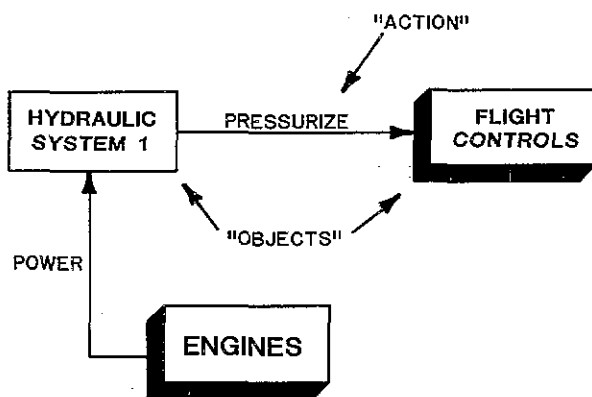 "ACTION"
HYDRAULIC
SYSTEM 1
PRESSURIZE
FLIGHT
CONTROLS
"OBJECTS"
POWER
ENGINES